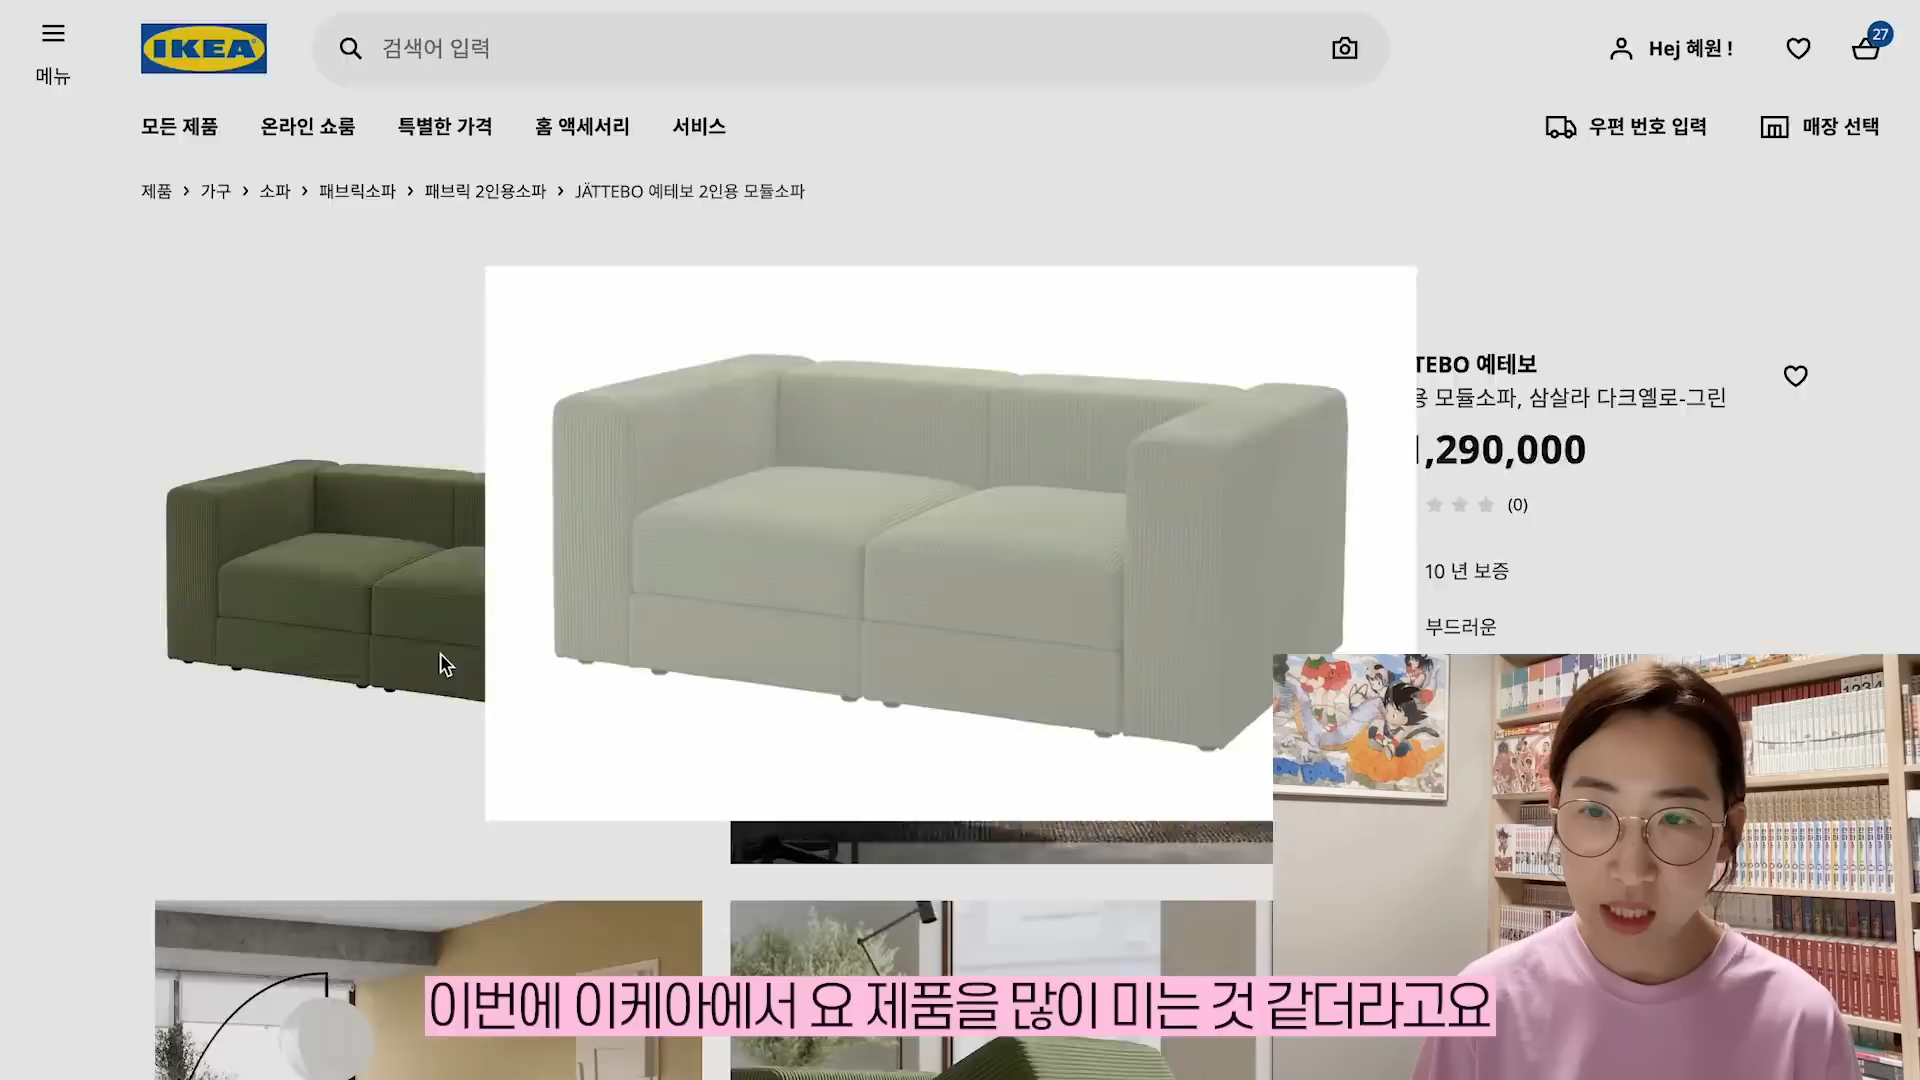 메뉴
IKEA
검색어 입력
Hej 혜원 !
27
모든 제품
온라인 쇼룸
특별한 가격
홈 액세서리
서비스
우편 번호 입력
매장 선택
제품 > 가구 > 소파 > 패브릭소파 > 패브릭 2인용소파 > JÄTTEBO 예테보 2인용 모듈소파
TEBO 예테보
용 모듈소파, 삼살라 다크옐로-그린
1,290,000
(0)
10 년 보증
부드러운
1234
이번에 이케아에서 요 제품을 많이 미는 것 같더라고요